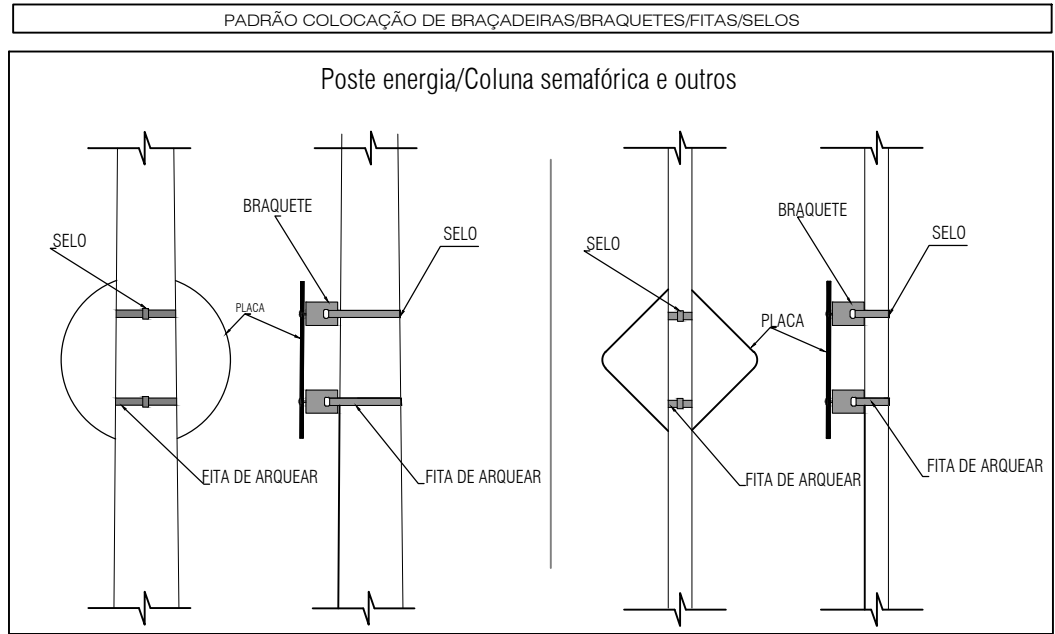 PADRÃO COLOCAÇÃO DE BRAÇADEIRAS/BRAQUETES/FITAS/SELOS
Poste energia/Coluna semafórica e outros
SELO
PLACA
FITA DE ARQUEAR
BRAQUETE
SELO
FITA DE ARQUEAR
SELO
PLACA
FITA DE ARQUEAR
BRAQUETE
SELO
FITA DE ARQUEAR